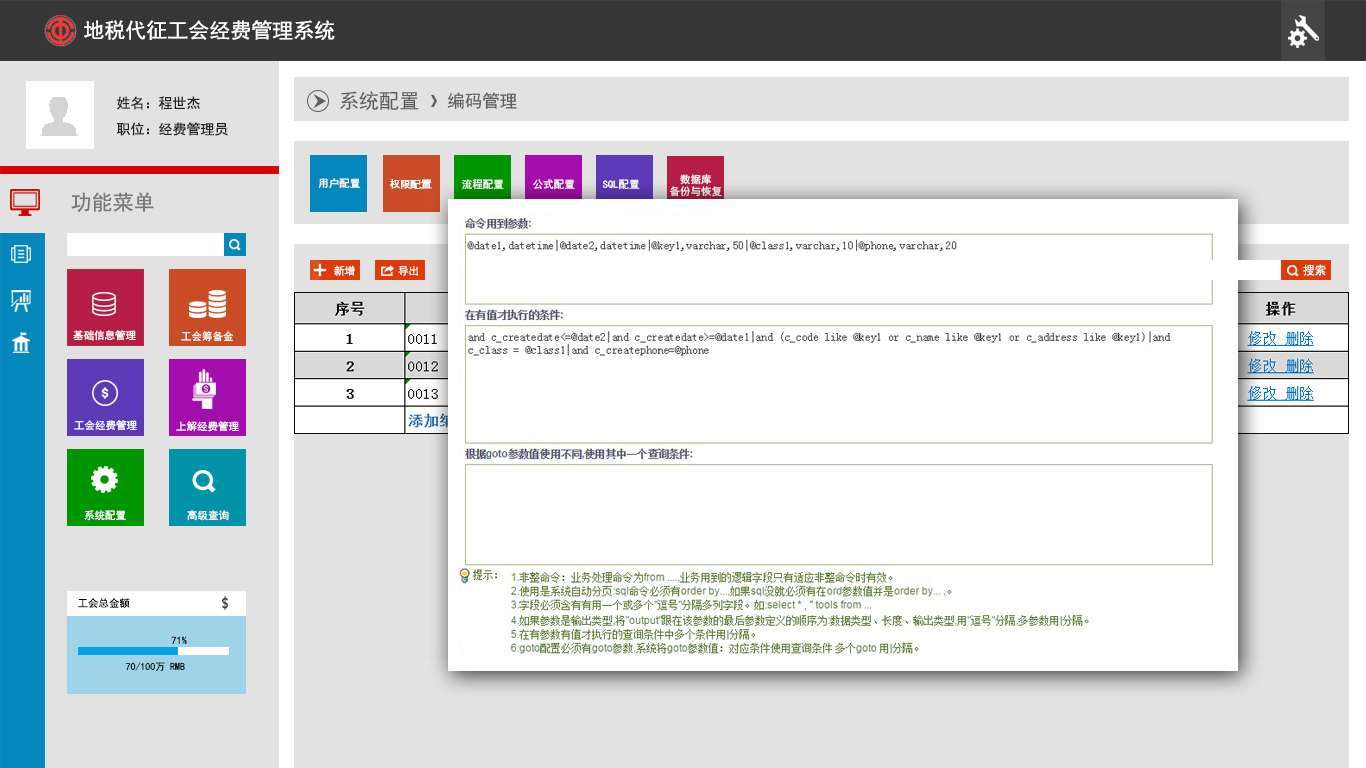 地税代征工会经费管理系统
姓名：程世杰
职位：经费管理员
功能菜单
基础信息管理
工会筹备金
工会经费管理
上解经费管理
系统配置
高级查询
工会总金额 $
71%
70/100万 RMB
系统配置 › 编码管理
用户配置
权限配置
流程配置
公式配置
SQL配置
数据库
备份与恢复
新增
导出
搜索
序号
操作
1 0011 修改 删除
2 0012 修改 删除
3 0013 修改 删除
添加
命令用到参数:
@date1,datetime|@date2,datetime|@key1,varchar,50|@class1,varchar,10|@phone,varchar,20
在有值才执行的条件:
and c_createdate<=@date2|and c_createdate>=@date1|and (c_code like @key1 or c_name like @key1 or c_address like @key1)|and
c_class = @class1|and c_createphone=@phone
根据goto参数值使用不同,使用其中一个查询条件:
提示：
1.非整命令：业务处理命令为from .....,业务用到的逻辑字段只有适应非整命令时有效。
2.使用是系统自动分页:sql命令必须有order by...,如果sql没就必须有在ord参数值并是order by... ,。
3.字段必须含有有用一个或多个"逗号"分隔多列字段。如:select * , '' tools from ...
4.如果参数是输出类型,将"output"跟在该参数的最后参数定义的顺序为:数据类型、长度、输出类型,用"逗号"分隔;多参数用|分隔。
5.在有参数有值才执行的查询条件中多个条件用|分隔。
6.goto配置必须有goto参数,系统将goto参数值：对应条件使用查询条件;多个goto 用|分隔。